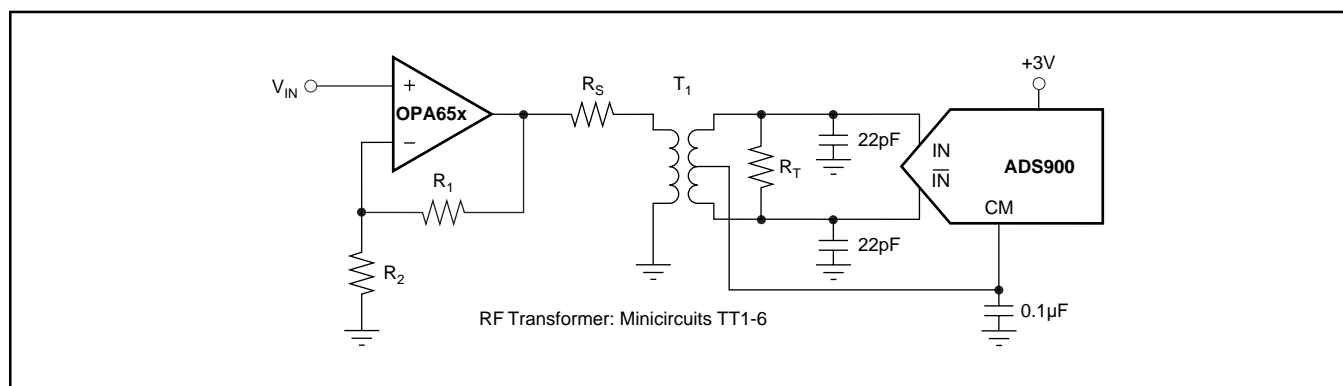 +3V
V_IN
+
OPA65x
−
R_S
T_1
R_1
R_2
R_T
22pF
22pF
IN
I̅N̅
ADS900
CM
0.1µF
RF Transformer: Minicircuits TT1-6